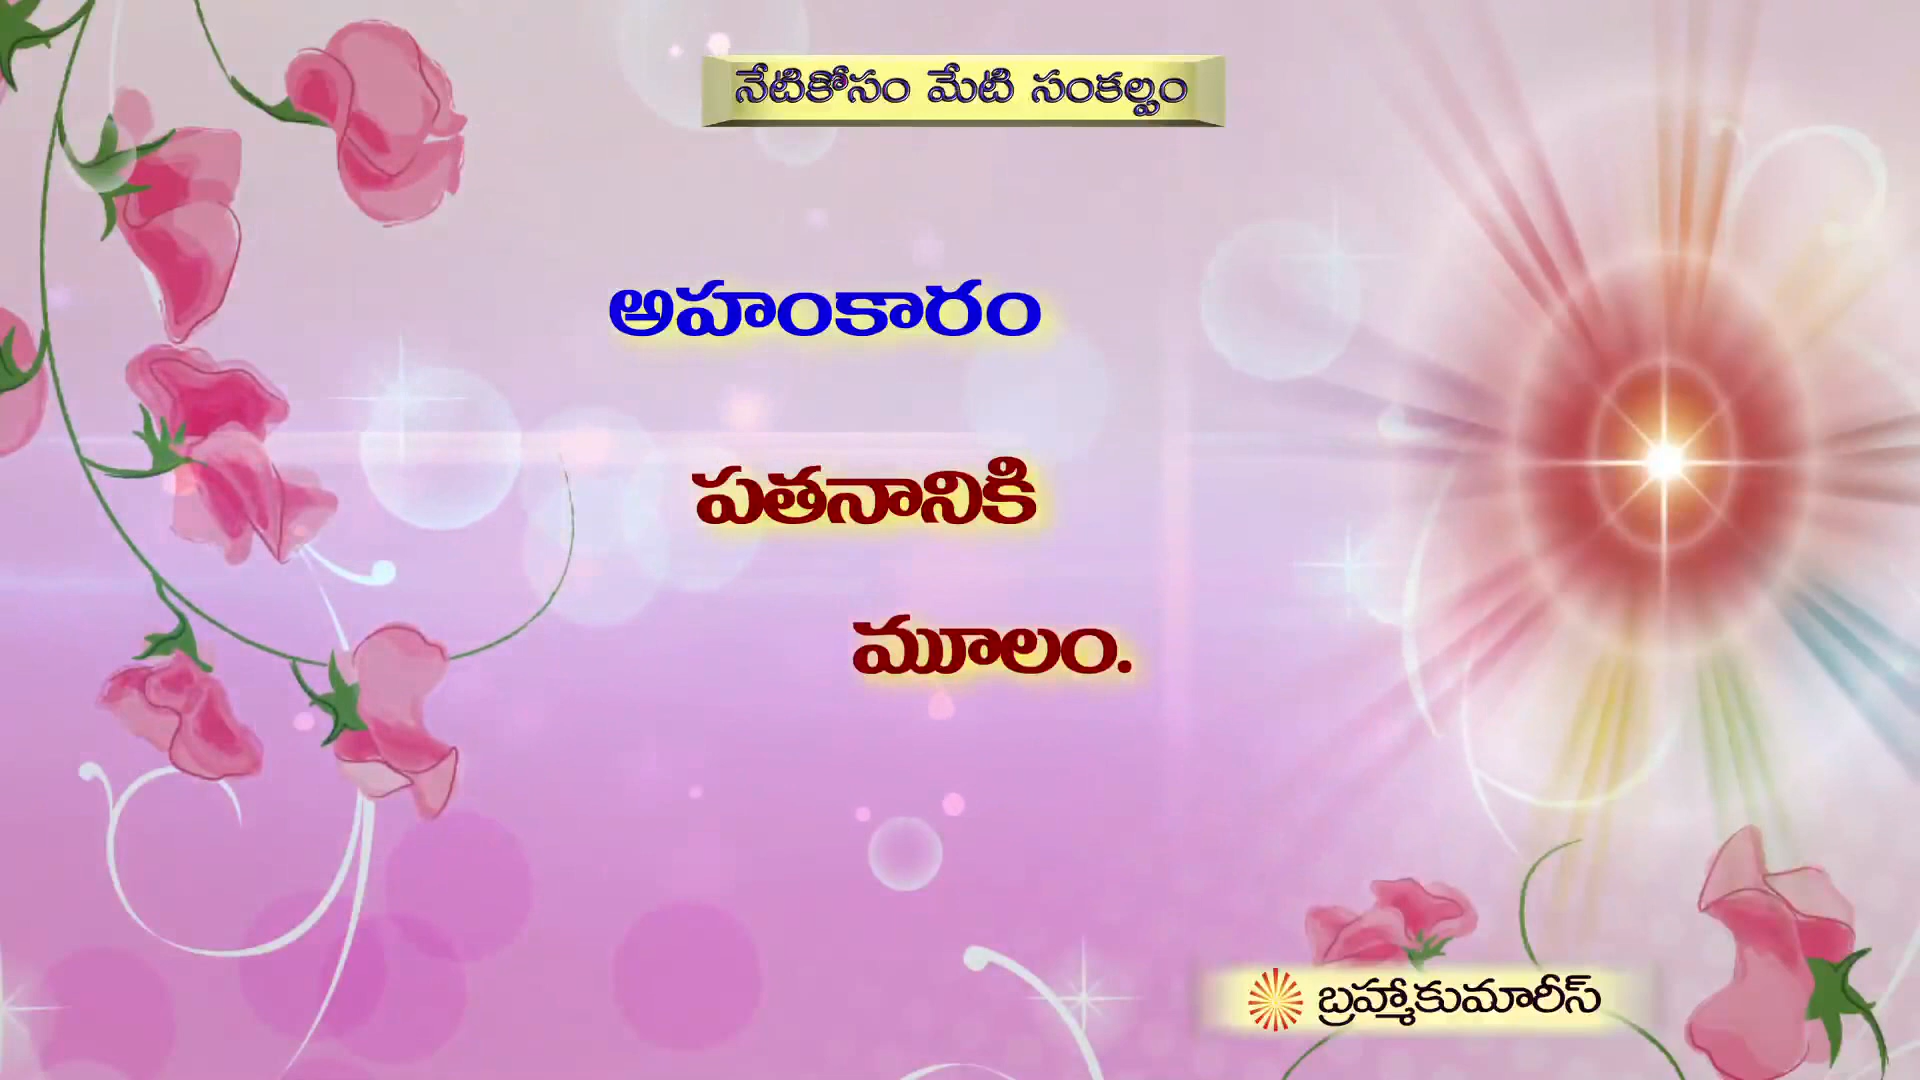 నేటికోసం మేటి సంకల్పం
అహంకారం
పతనానికి
మూలం.
బ్రహ్మాకుమారీస్